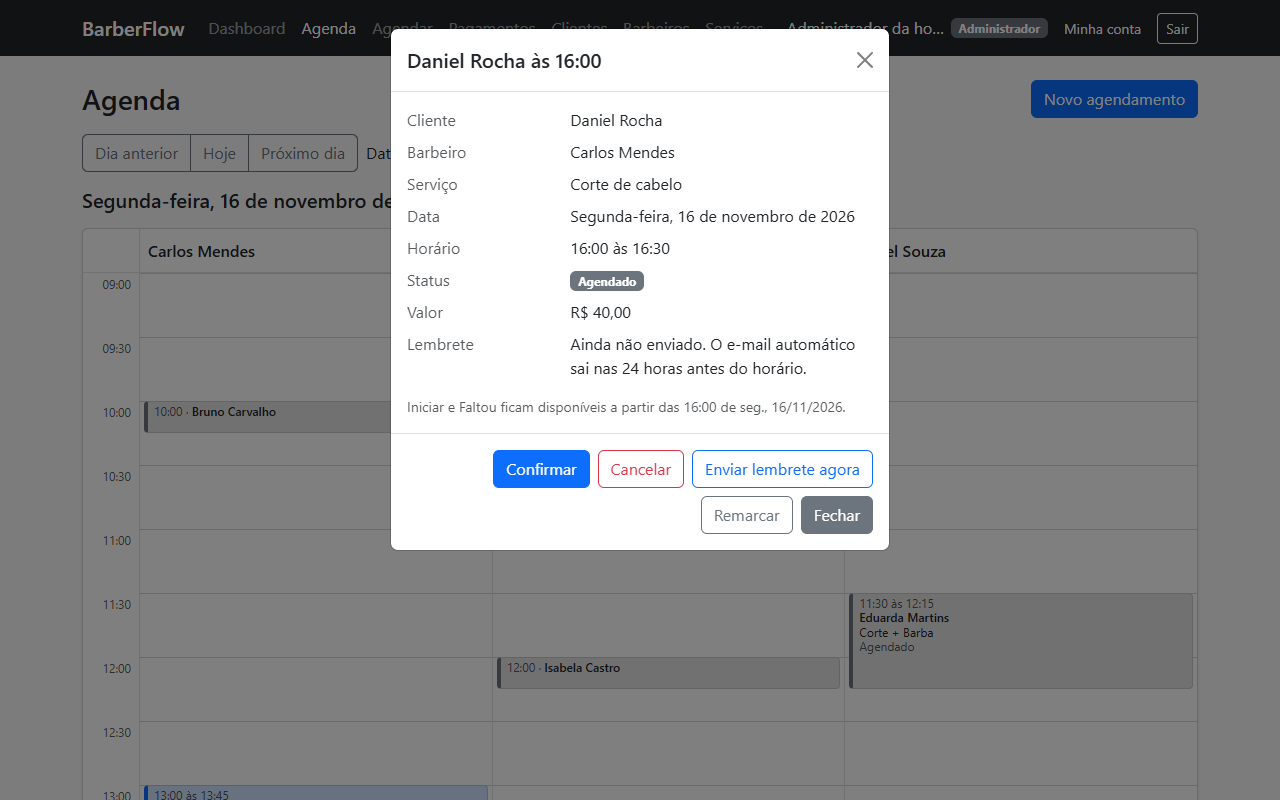 BarberFlow Dashboard Agenda Agendar Pagamentos Clientes Barbeiros Serviços Administrador da ho... Administrador Minha conta Sair
Daniel Rocha às 16:00
Agenda
Novo agendamento
Dia anterior Hoje Próximo dia
Segunda-feira, 16 de novembro de
Cliente Daniel Rocha
Barbeiro Carlos Mendes
Serviço Corte de cabelo
Data Segunda-feira, 16 de novembro de 2026
Horário 16:00 às 16:30
Status Agendado
Valor R$ 40,00
Lembrete Ainda não enviado. O e-mail automático
sai nas 24 horas antes do horário.
Iniciar e Faltou ficam disponíveis a partir das 16:00 de seg., 16/11/2026.
Confirmar Cancelar Enviar lembrete agora
Remarcar Fechar
Carlos Mendes Souza
09:00
09:30
10:00 10:00 · Bruno Carvalho
10:30
11:00
11:30 11:30 às 12:15
Eduarda Martins
Corte + Barba
Agendado
12:00 12:00 · Isabela Castro
12:30
13:00 13:00 às 13:45